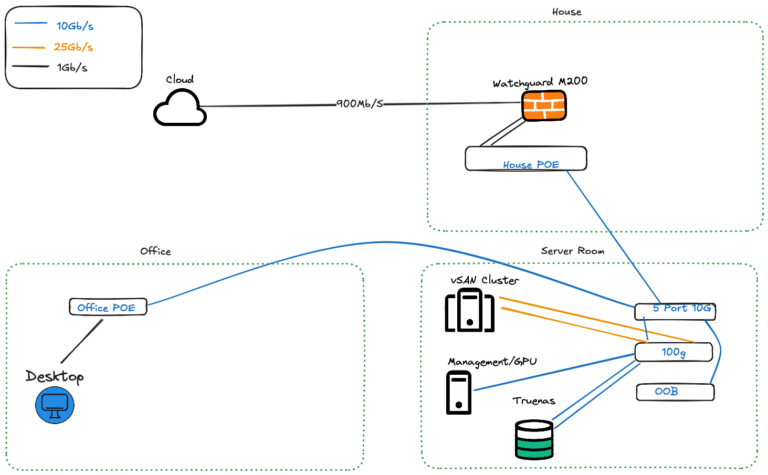 House
10Gb/s
25Gb/s
1Gb/s
Cloud
Watchguard M200
900Mb/S
House POE
Office
Server Room
vSAN Cluster
Office POE
5 Port 10G
100g
Management/GPU
Desktop
OOB
Truenas